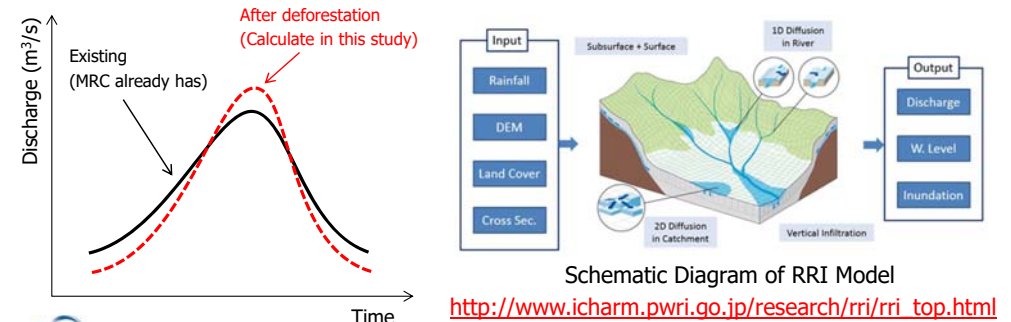 After deforestation
(Calculate in this study)
Existing
(MRC already has)
Discharge (m³/s)
Time
Input
Rainfall
DEM
Land Cover
Cross Sec.
Subsurface + Surface
1D Diffusion
in River
2D Diffusion
in Catchment
Vertical Infiltration
Output
Discharge
W. Level
Inundation
Schematic Diagram of RRI Model
http://www.icharm.pwri.go.jp/research/rri/rri_top.html